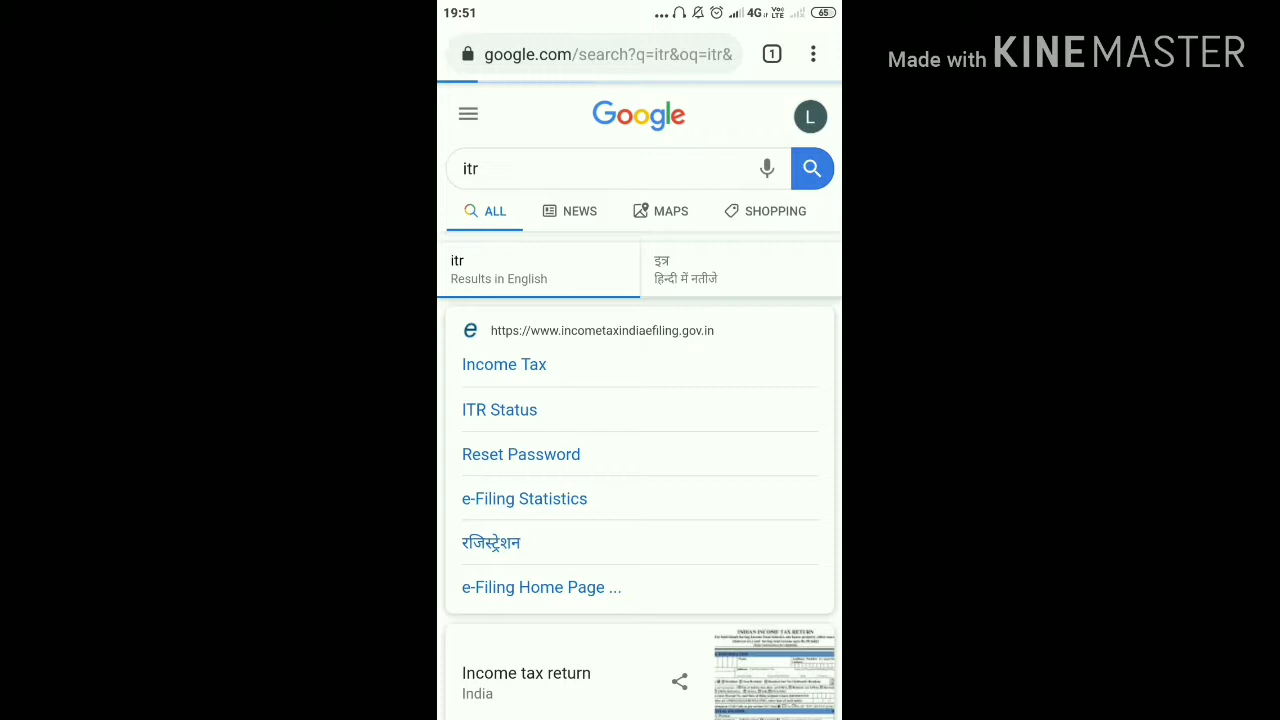 19:51
4G
Vo)
LTE
65
Made with KINEMASTER
google.com/search?q=itr&oq=itr&
1
Google
L
itr
ALL
NEWS
MAPS
SHOPPING
itr
Results in English
इत्र
हिन्दी में नतीजे
https://www.incometaxindiaefiling.gov.in
Income Tax
ITR Status
Reset Password
e-Filing Statistics
रजिस्ट्रेशन
e-Filing Home Page ...
INDIAN INCOME TAX RETURN
Income tax return
India